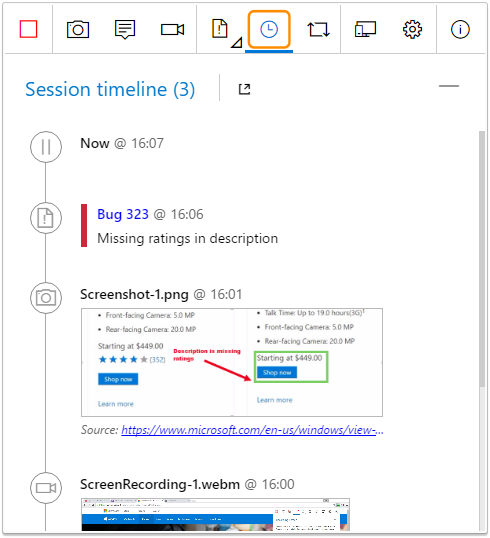 Session timeline (3)
Now @ 16:07
Bug 323 @ 16:06
Missing ratings in description
Screenshot-1.png @ 16:01
• Front-facing Camera: 5.0 MP
• Rear-facing Camera: 20.0 MP
Starting at $449.00
(352)
Shop now
Learn more
Description is missing
ratings
• Talk Time: Up to 19.0 hours(3G)
• Front-facing Camera: 5.0 MP
• Rear-facing Camera: 20.0 MP
Starting at $449.00
Shop now
Learn more
Source: https://www.microsoft.com/en-us/windows/view-...
ScreenRecording-1.webm @ 16:00